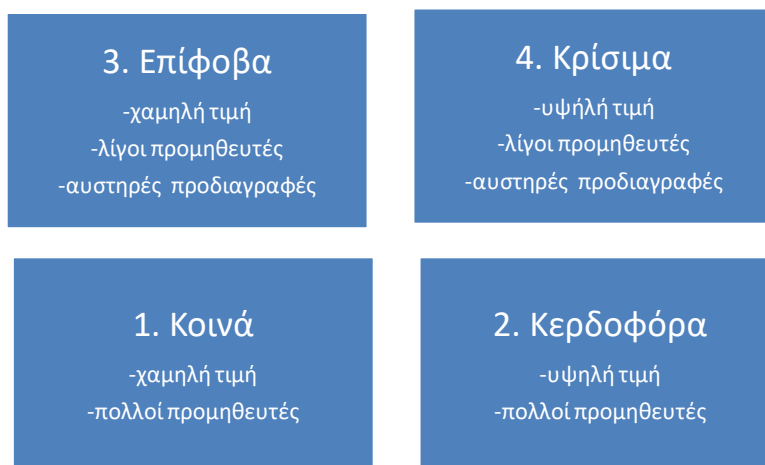 3. Επίφοβα
-χαμηλή τιμή
-λίγοι προμηθευτές
-αυστηρές προδιαγραφές
4. Κρίσιμα
-υψήλή τιμή
-λίγοι προμηθευτές
-αυστηρές προδιαγραφές
1. Κοινά
-χαμηλή τιμή
-πολλοί προμηθευτές
2. Κερδοφόρα
-υψηλή τιμή
-πολλοί προμηθευτές